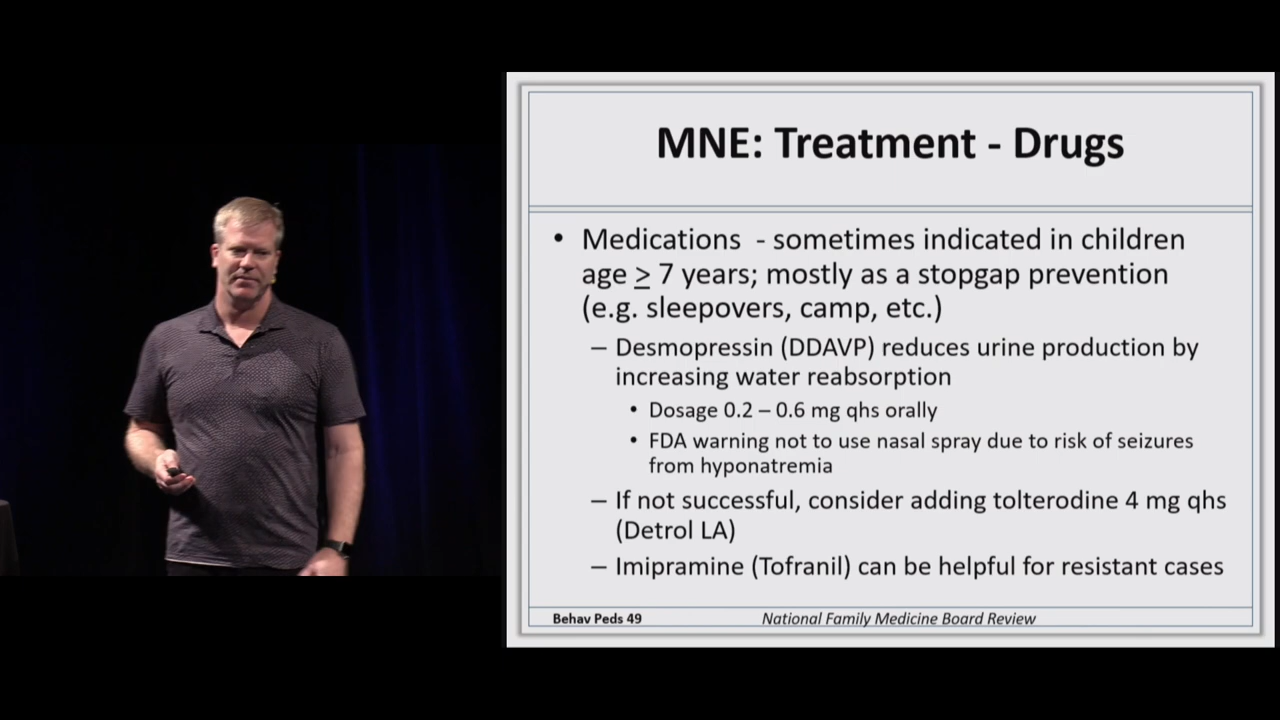 MNE: Treatment - Drugs
• Medications - sometimes indicated in children
age ≥ 7 years; mostly as a stopgap prevention
(e.g. sleepovers, camp, etc.)
– Desmopressin (DDAVP) reduces urine production by
increasing water reabsorption
• Dosage 0.2 – 0.6 mg qhs orally
• FDA warning not to use nasal spray due to risk of seizures
from hyponatremia
– If not successful, consider adding tolterodine 4 mg qhs
(Detrol LA)
– Imipramine (Tofranil) can be helpful for resistant cases
Behav Peds 49
National Family Medicine Board Review